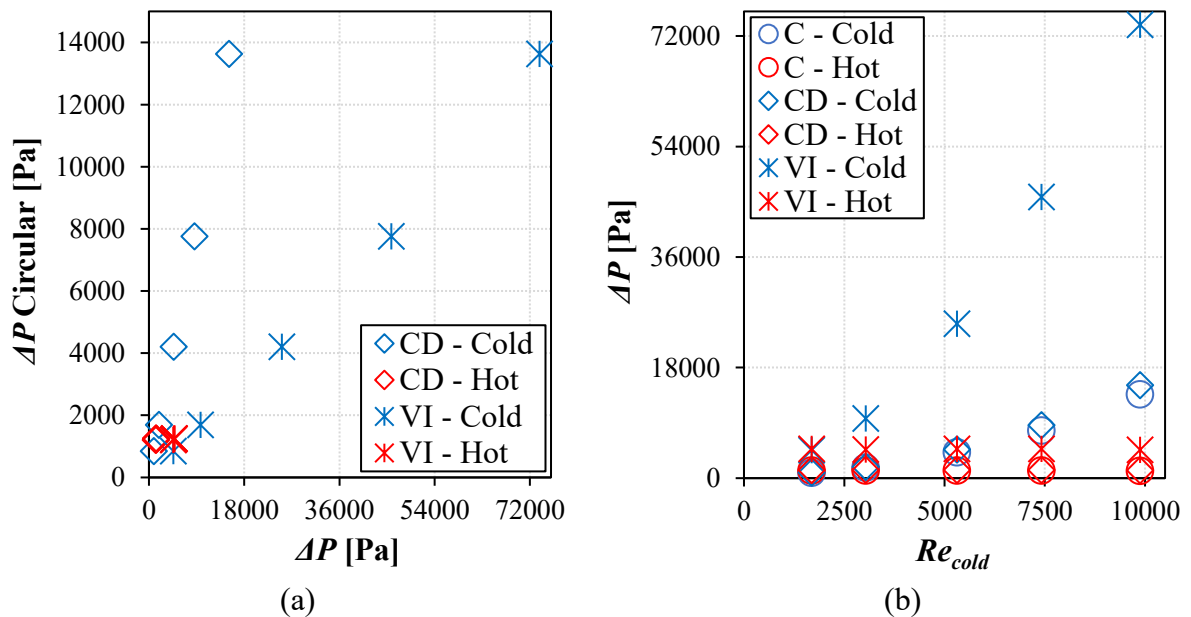 14000
12000
10000
8000
6000
4000
2000
0
ΔP Circular [Pa]
0 18000 36000 54000 72000
ΔP [Pa]
CD - Cold
CD - Hot
VI - Cold
VI - Hot
(a)
72000
54000
36000
18000
0
ΔP [Pa]
0 2500 5000 7500 10000
Re_cold
C - Cold
C - Hot
CD - Cold
CD - Hot
VI - Cold
VI - Hot
(b)